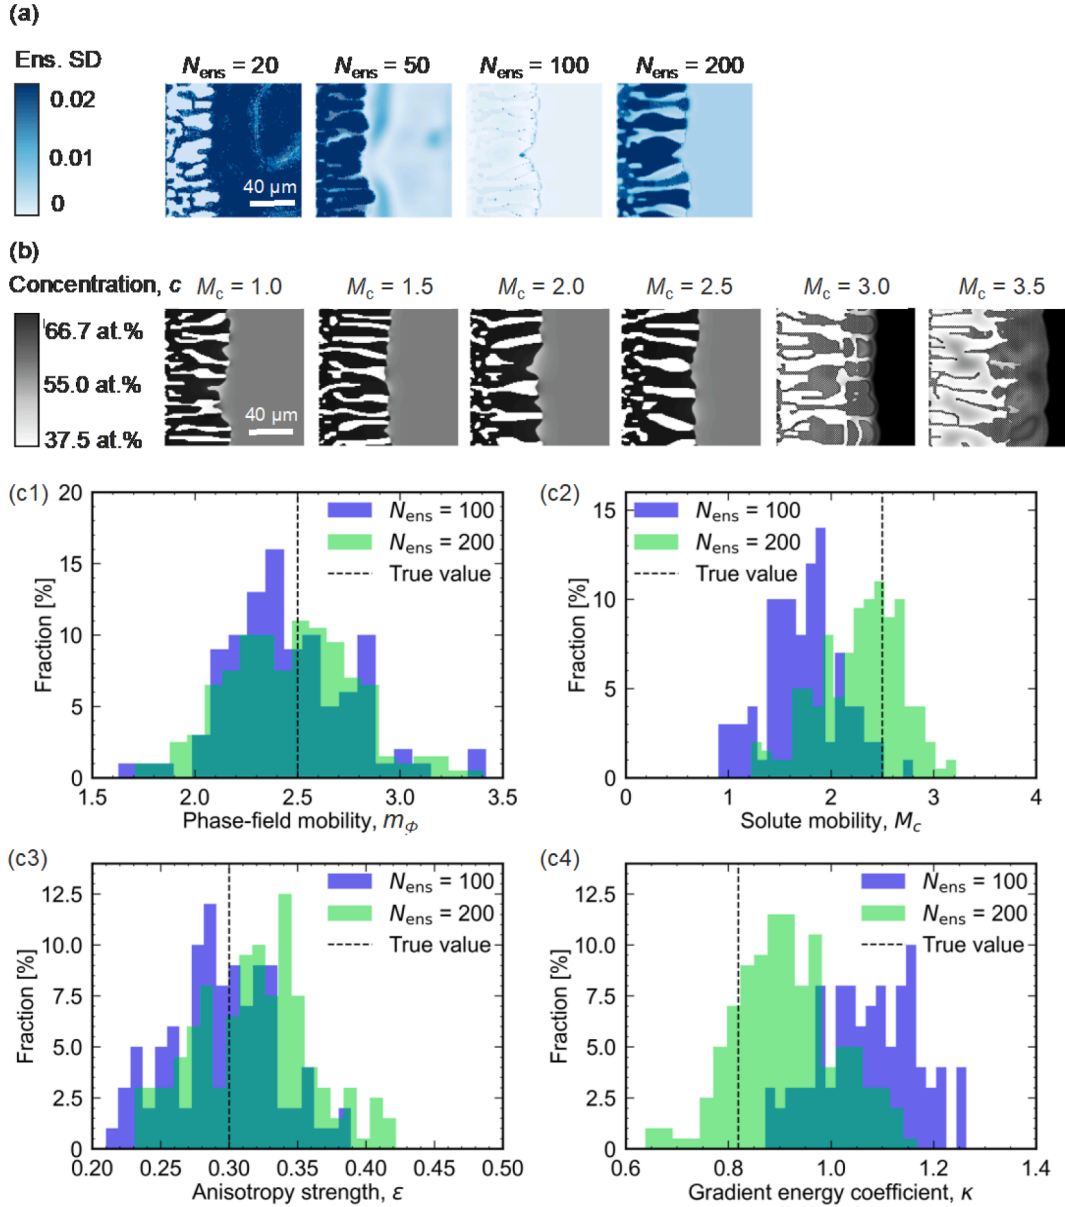 (a)
Ens. SD
N_ens = 20 N_ens = 50 N_ens = 100 N_ens = 200
0.02
0.01
0
40 μm
(b)
Concentration, c M_c = 1.0 M_c = 1.5 M_c = 2.0 M_c = 2.5 M_c = 3.0 M_c = 3.5
66.7 at.%
55.0 at.%
37.5 at.%
40 μm
(c1)
20
15
10
5
0
Fraction [%]
N_ens = 100
N_ens = 200
True value
1.5 2.0 2.5 3.0 3.5
Phase-field mobility, m_ϕ
(c2)
15
10
5
0
Fraction [%]
N_ens = 100
N_ens = 200
True value
0 1 2 3 4
Solute mobility, M_c
(c3)
12.5
10.0
7.5
5.0
2.5
0
Fraction [%]
N_ens = 100
N_ens = 200
True value
0.20 0.25 0.30 0.35 0.40 0.45 0.50
Anisotropy strength, ε
(c4)
12.5
10.0
7.5
5.0
2.5
0
Fraction [%]
N_ens = 100
N_ens = 200
True value
0.6 0.8 1.0 1.2 1.4
Gradient energy coefficient, κ